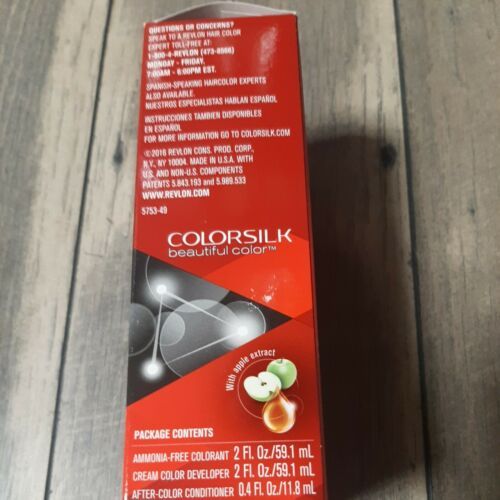 QUESTIONS OR CONCERNS?
SPEAK TO A REVLON HAIR COLOR
EXPERT TOLL-FREE AT:
1-800-4-REVLON (473-8566)
MONDAY - FRIDAY,
7:00AM - 6:00PM EST.
SPANISH-SPEAKING HAIRCOLOR EXPERTS
ALSO AVAILABLE.
NUESTROS ESPECIALISTAS HABLAN ESPAÑOL
INSTRUCCIONES TAMBIEN DISPONIBLES
EN ESPAÑOL
FOR MORE INFORMATION GO TO COLORSILK.COM
©2016 REVLON CONS. PROD. CORP.,
N.Y., NY 10004. MADE IN U.S.A. WITH
U.S. AND NON-U.S. COMPONENTS
PATENTS 5.843.193 and 5.989.533
WWW.REVLON.COM
5753-49
COLORSILK
beautiful color™
With apple extract
PACKAGE CONTENTS
AMMONIA-FREE COLORANT 2 Fl. Oz./59.1 mL
CREAM COLOR DEVELOPER 2 Fl. Oz./59.1 mL
AFTER-COLOR CONDITIONER 0.4 Fl. Oz./11.8 mL